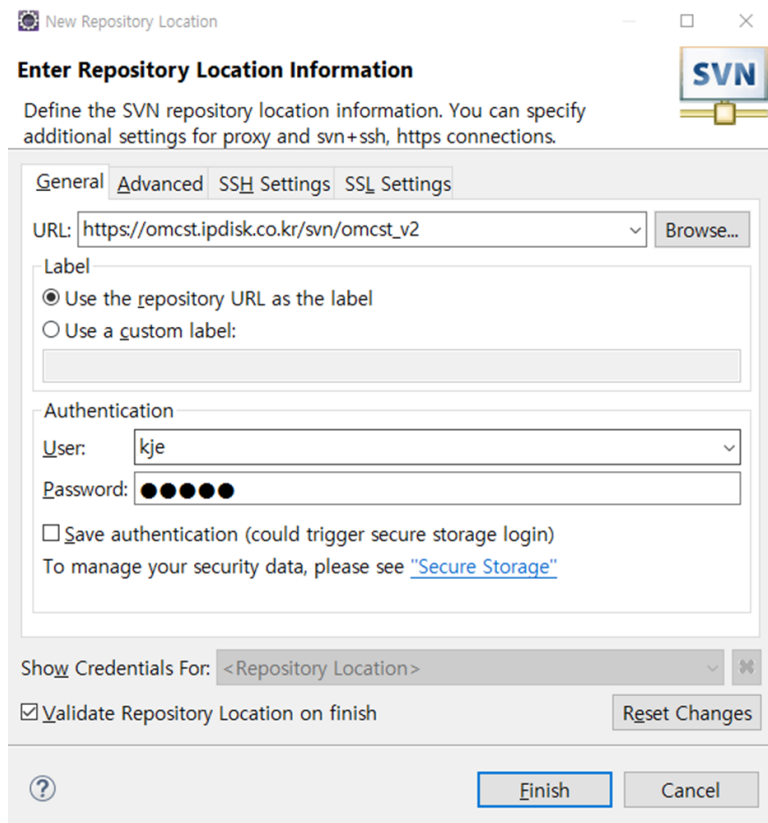 New Repository Location
Enter Repository Location Information
Define the SVN repository location information. You can specify
additional settings for proxy and svn+ssh, https connections.
SVN
General Advanced SSH Settings SSL Settings
URL: https://omcst.ipdisk.co.kr/svn/omcst_v2 Browse...
Label
Use the repository URL as the label
Use a custom label:
Authentication
User: kje
Password: ●●●●●
Save authentication (could trigger secure storage login)
To manage your security data, please see "Secure Storage"
Show Credentials For: <Repository Location>
Validate Repository Location on finish Reset Changes
? Finish Cancel